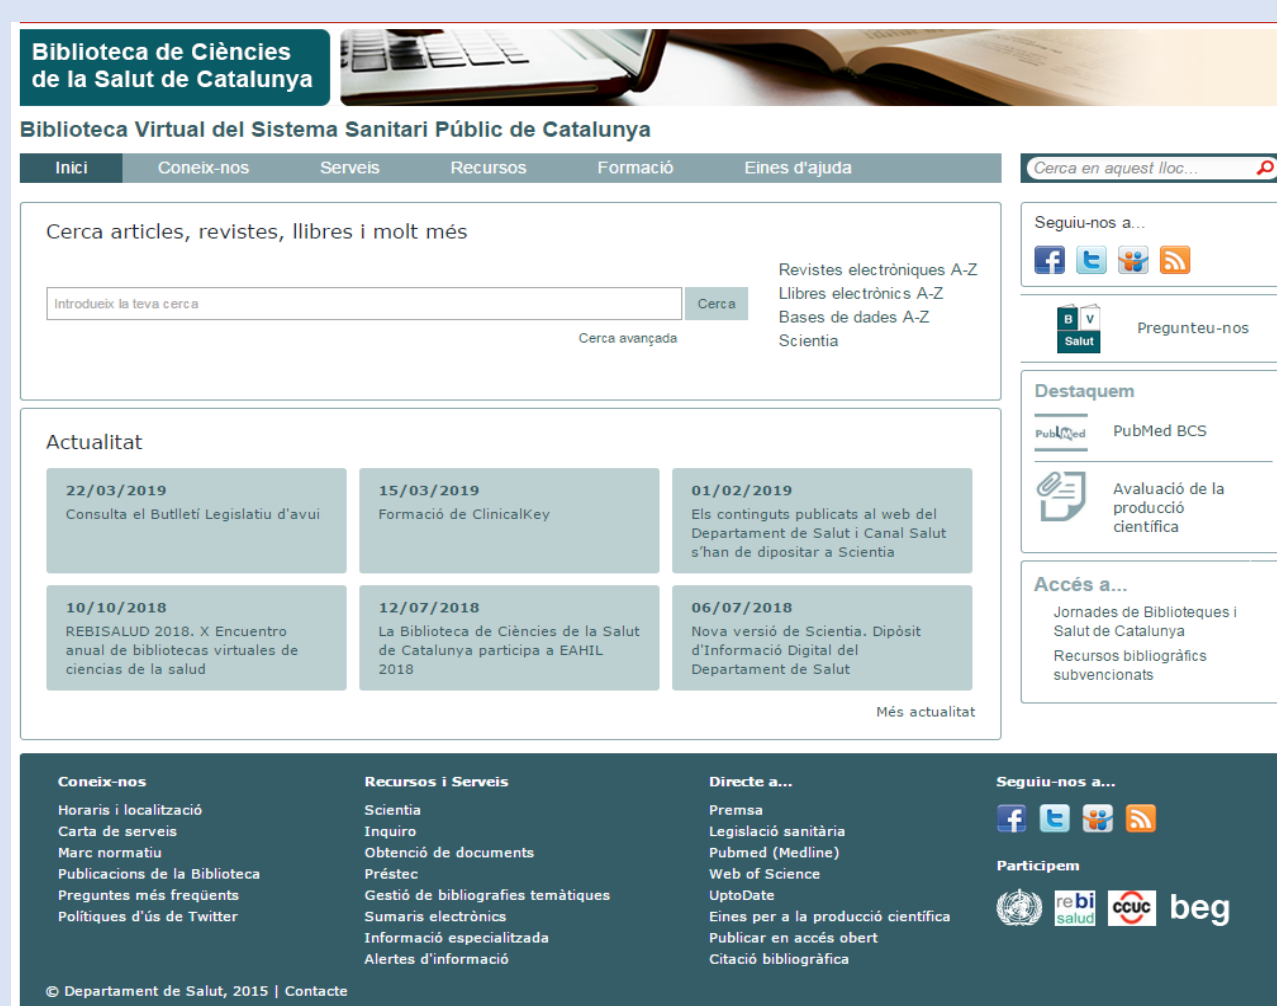 Biblioteca de Ciències
de la Salut de Catalunya
Biblioteca Virtual del Sistema Sanitari Públic de Catalunya
Inici Coneix-nos Serveis Recursos Formació Eines d'ajuda
Cerca en aquest lloc...
Cerca articles, revistes, llibres i molt més
Introdueix la teva cerca
Cerca
Cerca avançada
Revistes electròniques A-Z
Llibres electrònics A-Z
Bases de dades A-Z
Scientia
Seguiu-nos a...
B V
Salut
Pregunteu-nos
Destaquem
PubMed
PubMed BCS
Avaluació de la
producció
científica
Accés a...
Jornades de Biblioteques i
Salut de Catalunya
Recursos bibliogràfics
subvencionats
Actualitat
22/03/2019
Consulta el Butlletí Legislatiu d'avui
15/03/2019
Formació de ClinicalKey
01/02/2019
Els continguts publicats al web del
Departament de Salut i Canal Salut
s'han de dipositar a Scientia
10/10/2018
REBISALUD 2018. X Encuentro
anual de bibliotecas virtuales de
ciencias de la salud
12/07/2018
La Biblioteca de Ciències de la Salut
de Catalunya participa a EAHIL
2018
06/07/2018
Nova versió de Scientia. Dipòsit
d'Informació Digital del
Departament de Salut
Més actualitat
Coneix-nos
Horaris i localització
Carta de serveis
Marc normatiu
Publicacions de la Biblioteca
Preguntes més freqüents
Polítiques d'ús de Twitter
Recursos i Serveis
Scientia
Inquiro
Obtenció de documents
Préstec
Gestió de bibliografies temàtiques
Sumaris electrònics
Informació especialitzada
Alertes d'informació
Directe a...
Premsa
Legislació sanitària
Pubmed (Medline)
Web of Science
UptoDate
Eines per a la producció científica
Publicar en accés obert
Citació bibliogràfica
Seguiu-nos a...
Participem
rebi
salud
ccuc
beg
© Departament de Salut, 2015 | Contacte